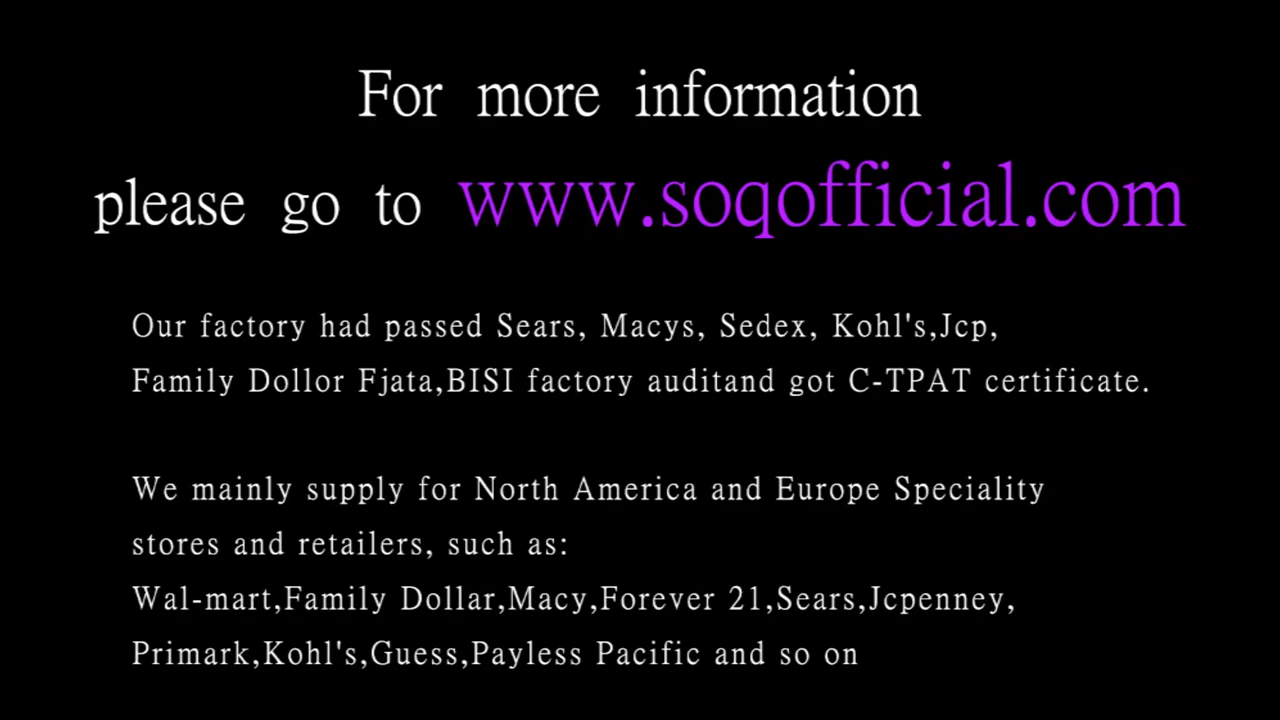 For more information
please go to www.soqofficial.com
Our factory had passed Sears, Macys, Sedex, Kohl's,Jcp,
Family Dollor Fjata,BISI factory auditand got C-TPAT certificate.
We mainly supply for North America and Europe Speciality
stores and retailers, such as:
Wal-mart,Family Dollar,Macy,Forever 21,Sears,Jcpenney,
Primark,Kohl's,Guess,Payless Pacific and so on